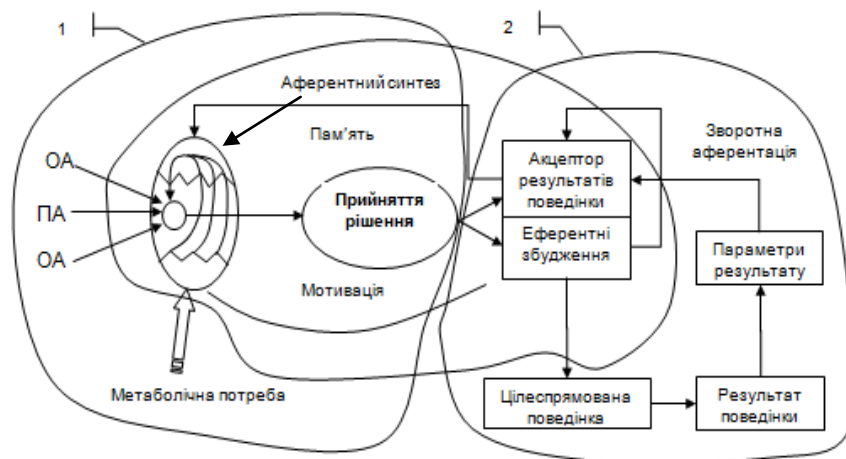 1
2
Аферентний синтез
Пам'ять
Зворотна
аферентація
ОА
ПА
ОА
Прийняття
рішення
Акцептор
результатів
поведінки
Еферентні
збудження
Параметри
результату
Мотивація
Метаболічна потреба
Цілеспрямована
поведінка
Результат
поведінки